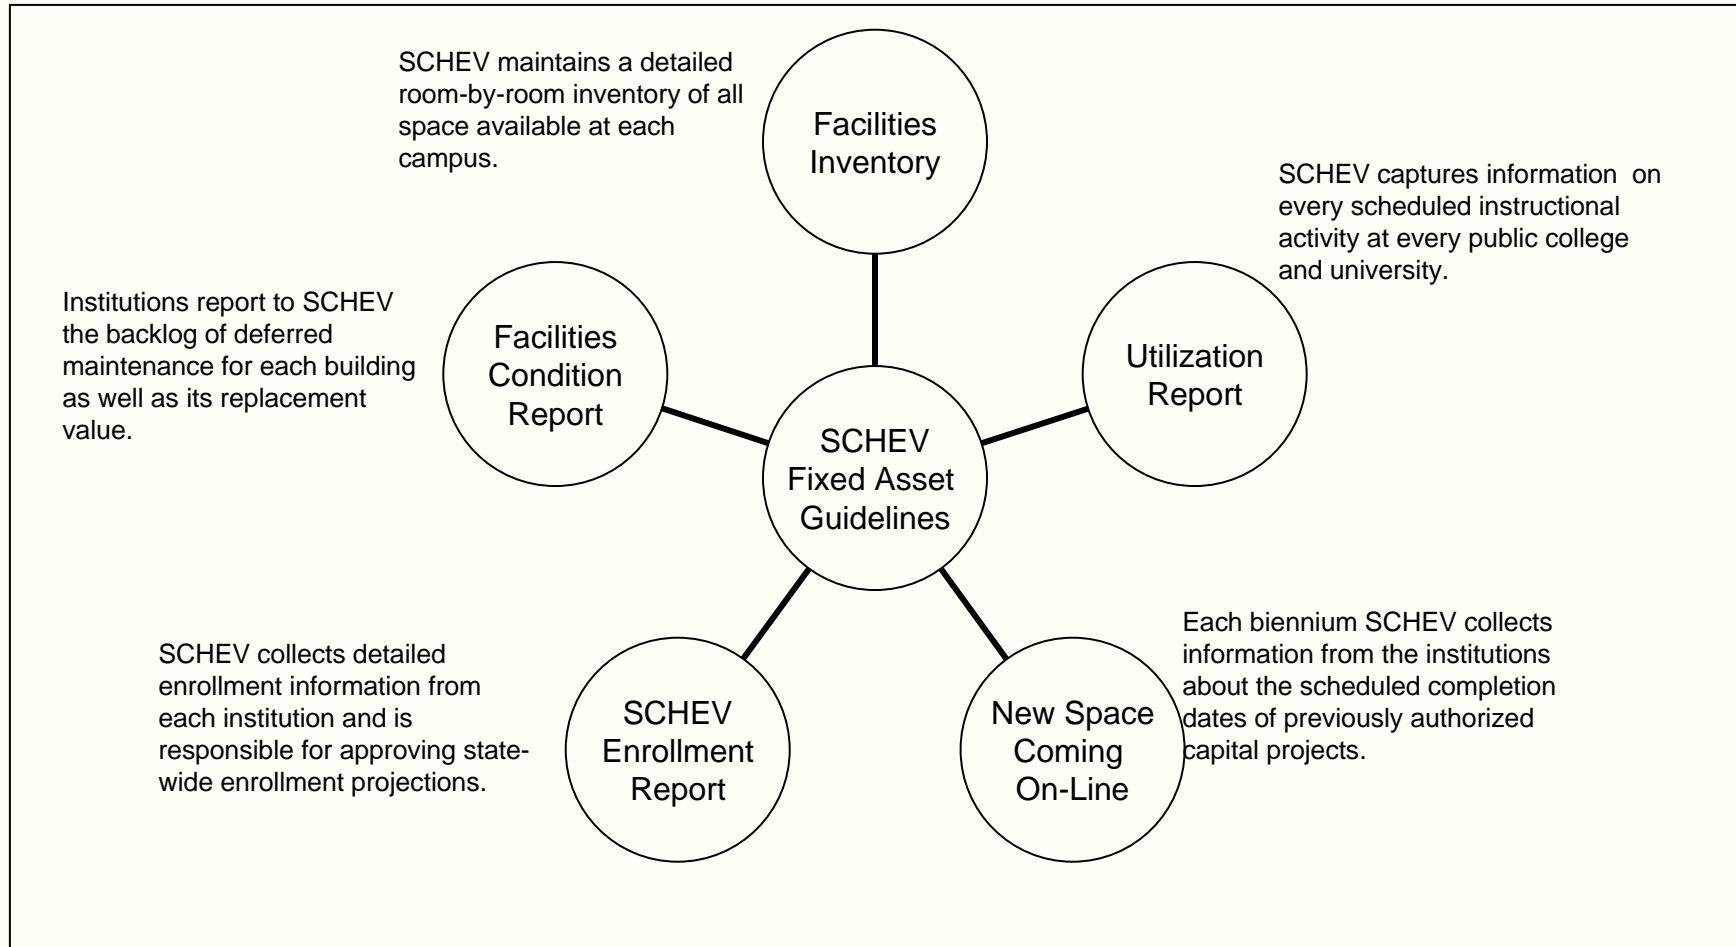 SCHEV maintains a detailed
room-by-room inventory of all
space available at each
campus.
Facilities
Inventory
SCHEV captures information  on
every scheduled instructional
activity at every public college
and university.
Institutions report to SCHEV
the backlog of deferred
maintenance for each building
as well as its replacement
value.
Facilities
Condition
Report
Utilization
Report
SCHEV
Fixed Asset
Guidelines
SCHEV collects detailed
enrollment information from
each institution and is
responsible for approving state-
wide enrollment projections.
SCHEV
Enrollment
Report
New Space
Coming
On-Line
Each biennium SCHEV collects
information from the institutions
about the scheduled completion
dates of previously authorized
capital projects.